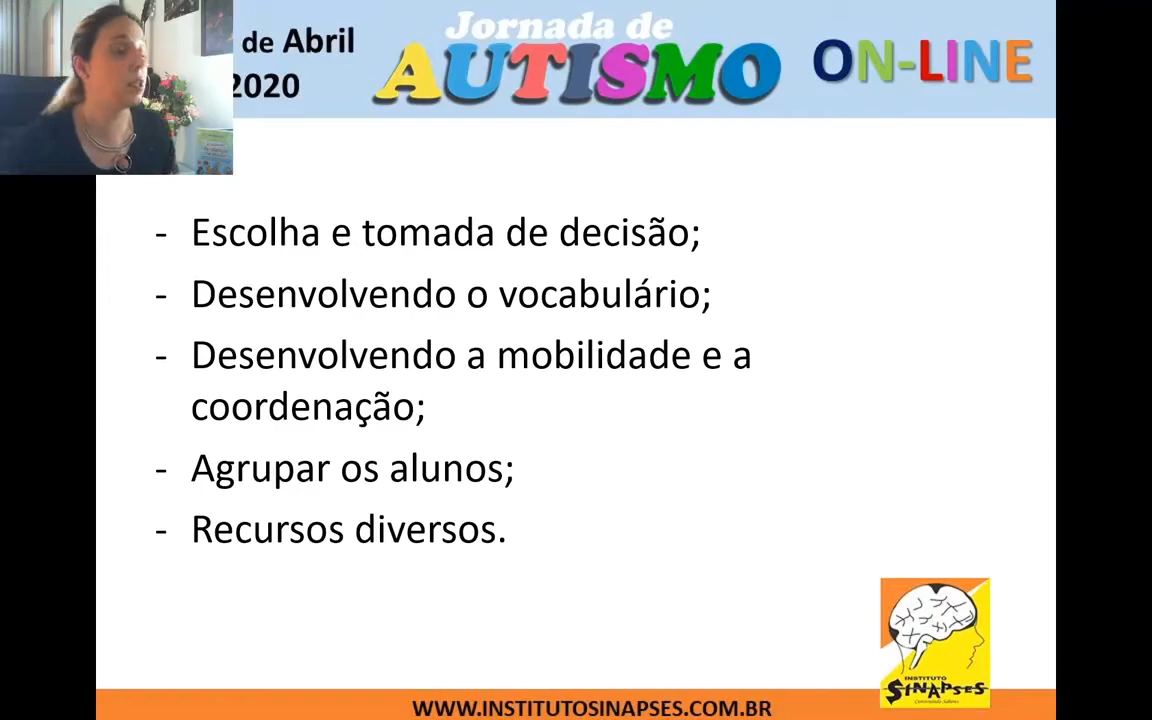 Jornada de
de Abril
AUTISMO
ON-LINE
2020
- Escolha e tomada de decisão;
- Desenvolvendo o vocabulário;
- Desenvolvendo a mobilidade e a
coordenação;
- Agrupar os alunos;
- Recursos diversos.
INSTITUTO
SINAPSES
WWW.INSTITUTOSINAPSES.COM.BR